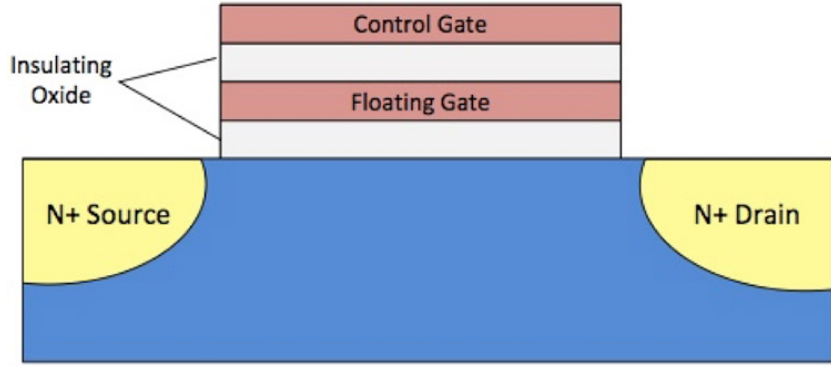 Control Gate
Insulating
Oxide
Floating Gate
N+ Source
N+ Drain